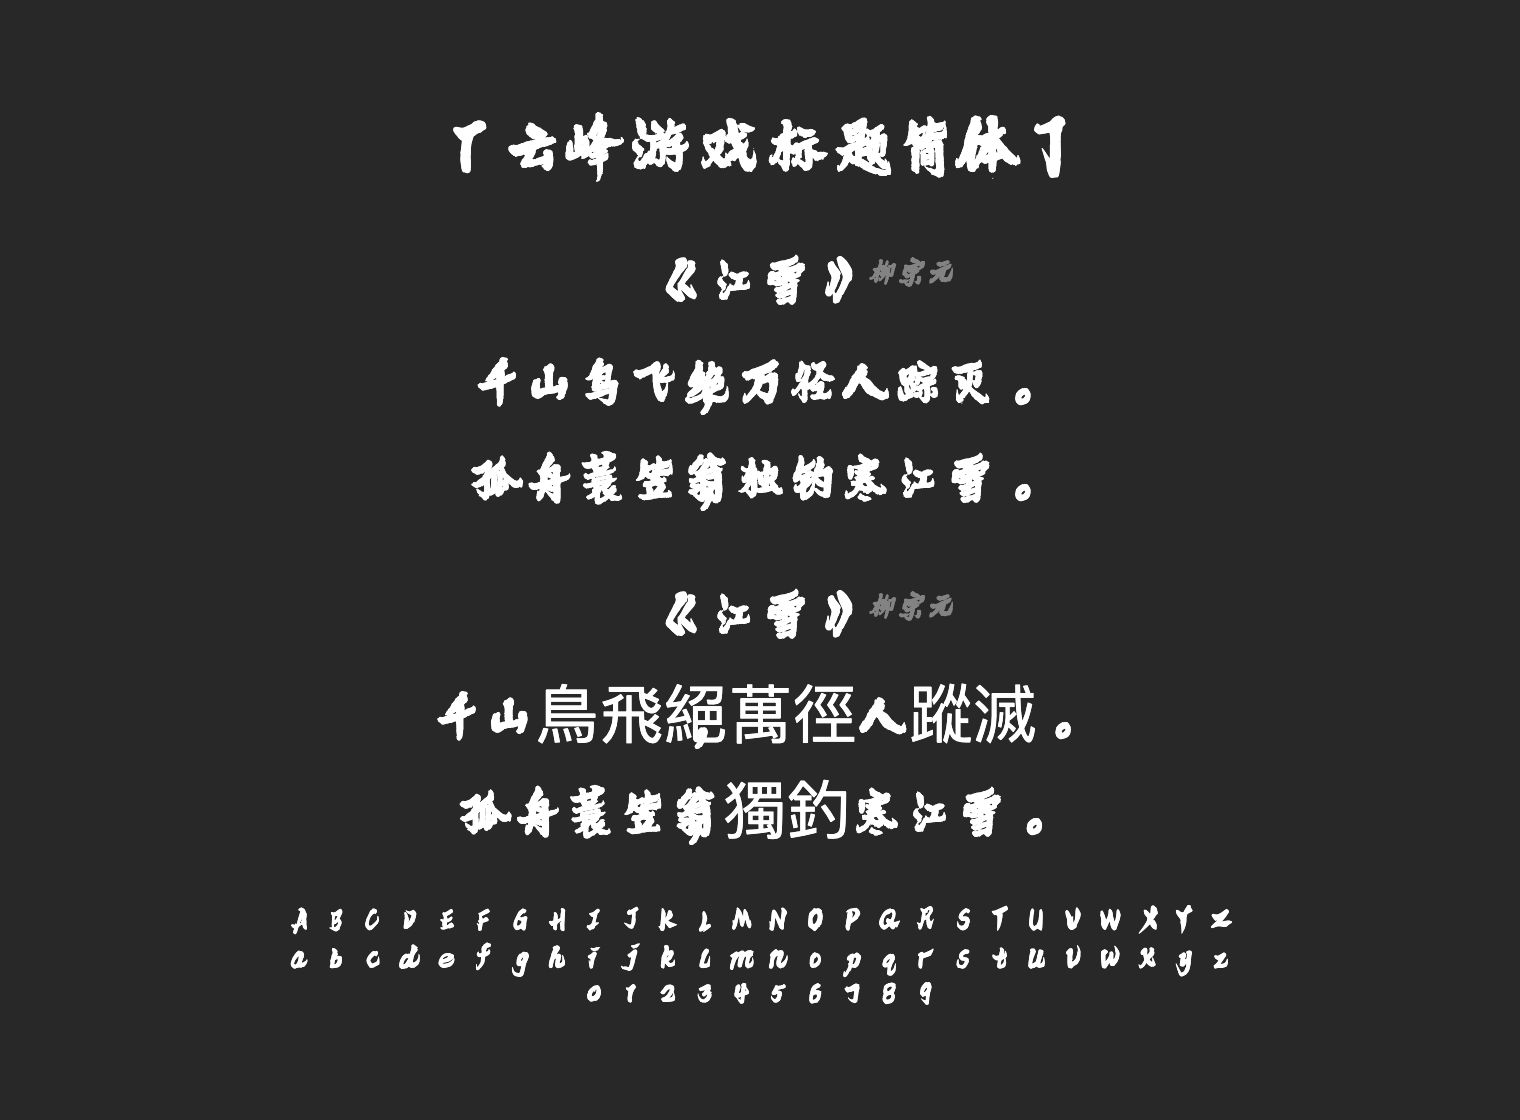 「云峰游戏标题简体」
《江雪》柳宗元
千山鸟飞绝，万径人踪灭。
孤舟蓑笠翁，独钓寒江雪。
《江雪》柳宗元
千山鳥飛絕，萬徑人蹤滅。
孤舟蓑笠翁，獨釣寒江雪。
A B C D E F G H I J K L M N O P Q R S T U V W X Y Z
a b c d e f g h i j k l m n o p q r s t u v w x y z
0 1 2 3 4 5 6 7 8 9